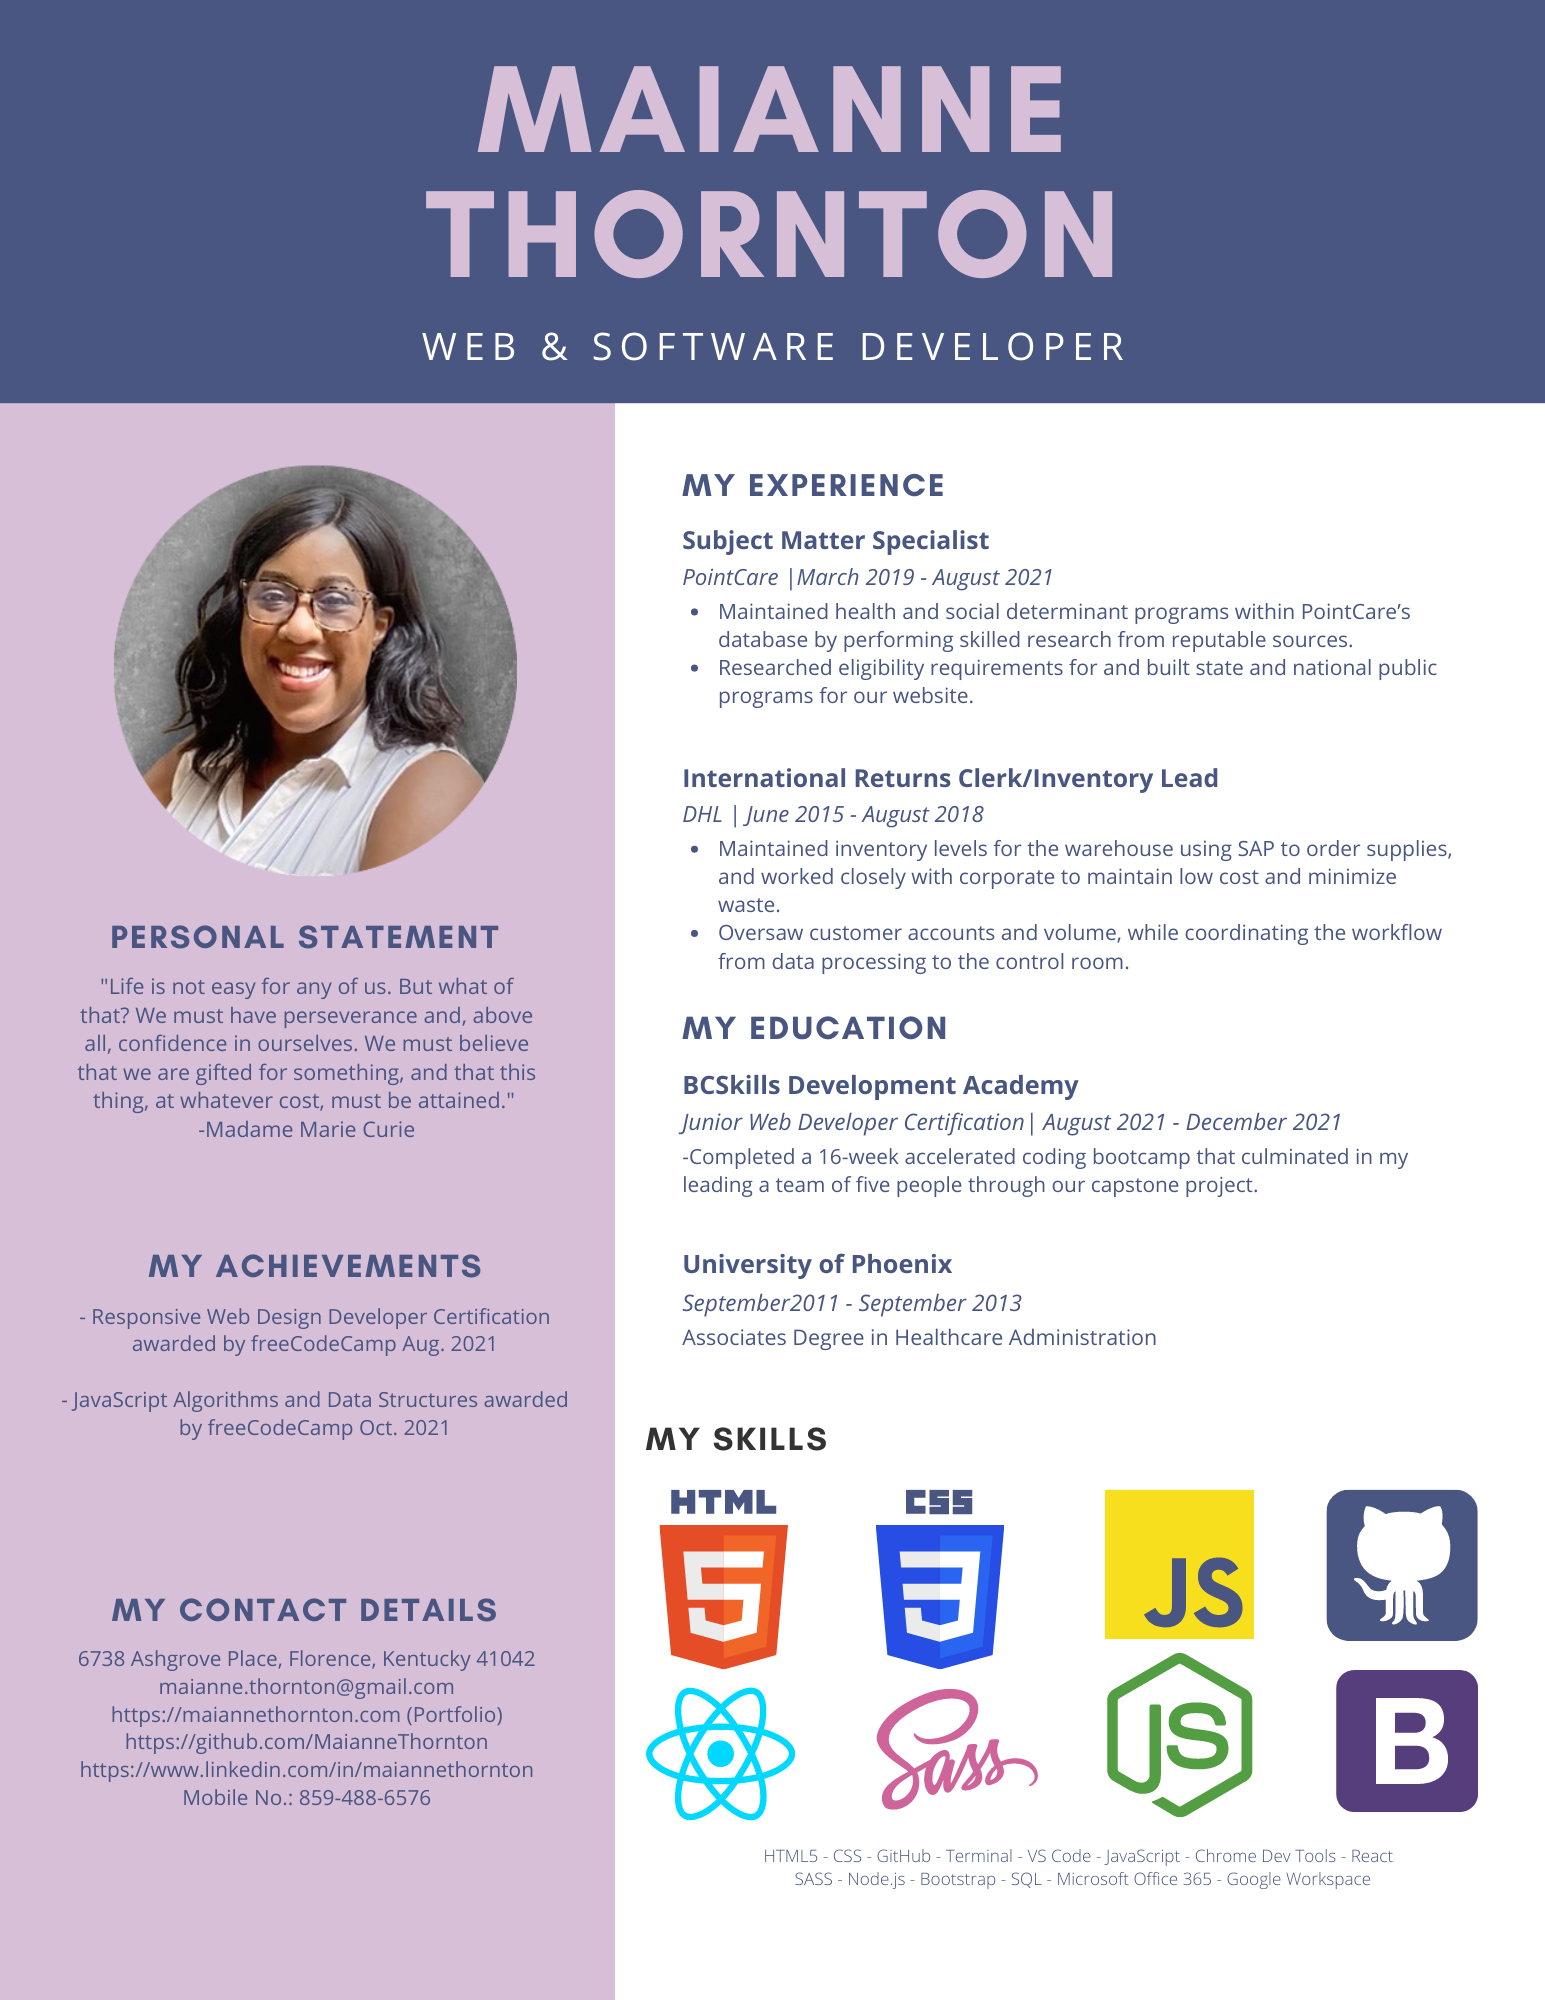 MAIANNE
THORNTON
WEB & SOFTWARE DEVELOPER
PERSONAL STATEMENT
"Life is not easy for any of us. But what of
that? We must have perseverance and, above
all, confidence in ourselves. We must believe
that we are gifted for something, and that this
thing, at whatever cost, must be attained."
-Madame Marie Curie
MY ACHIEVEMENTS
- Responsive Web Design Developer Certification
awarded by freeCodeCamp Aug. 2021
- JavaScript Algorithms and Data Structures awarded
by freeCodeCamp Oct. 2021
MY CONTACT DETAILS
6738 Ashgrove Place, Florence, Kentucky 41042
maianne.thornton@gmail.com
https://maiannethornton.com (Portfolio)
https://github.com/MaianneThornton
https://www.linkedin.com/in/maiannethornton
Mobile No.: 859-488-6576
MY EXPERIENCE
Subject Matter Specialist
PointCare |March 2019 - August 2021
• Maintained health and social determinant programs within PointCare’s
database by performing skilled research from reputable sources.
• Researched eligibility requirements for and built state and national public
programs for our website.
International Returns Clerk/Inventory Lead
DHL | June 2015 - August 2018
• Maintained inventory levels for the warehouse using SAP to order supplies,
and worked closely with corporate to maintain low cost and minimize
waste.
• Oversaw customer accounts and volume, while coordinating the workflow
from data processing to the control room.
MY EDUCATION
BCSkills Development Academy
Junior Web Developer Certification| August 2021 - December 2021
-Completed a 16-week accelerated coding bootcamp that culminated in my
leading a team of five people through our capstone project.
University of Phoenix
September2011 - September 2013
Associates Degree in Healthcare Administration
MY SKILLS
HTML CSS
5 3 JS
Sass JS B
HTML5 - CSS - GitHub - Terminal - VS Code - JavaScript - Chrome Dev Tools - React
SASS - Node.js - Bootstrap - SQL - Microsoft Office 365 - Google Workspace